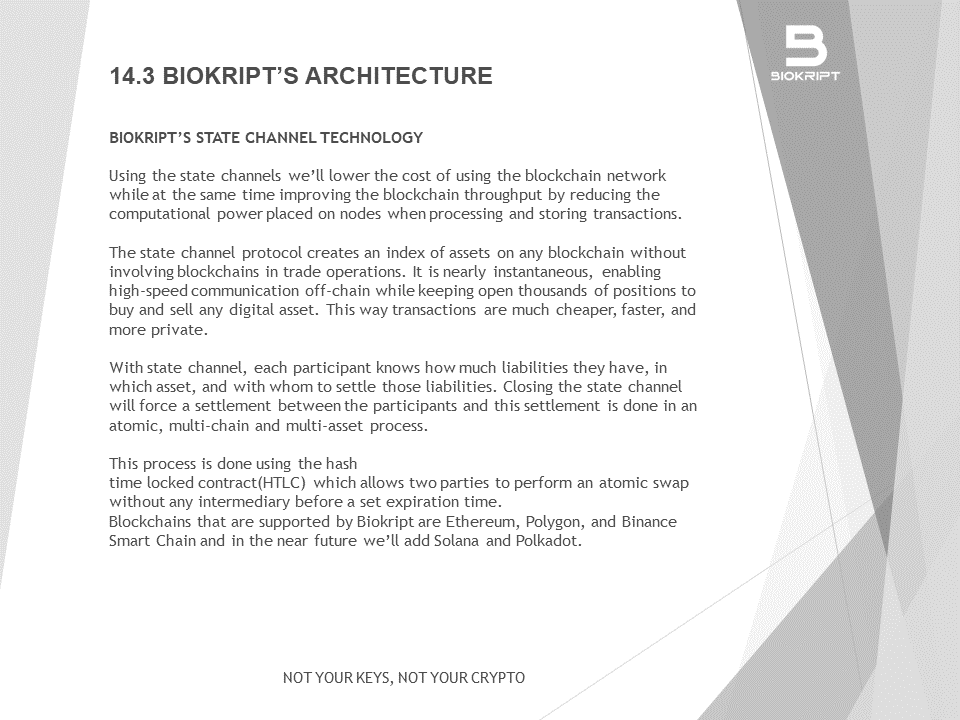 BIOKRIPT
14.3 BIOKRIPT'S ARCHITECTURE
BIOKRIPT'S STATE CHANNEL TECHNOLOGY
Using the state channels we'll lower the cost of using the blockchain network
while at the same time improving the blockchain throughput by reducing the
computational power placed on nodes when processing and storing transactions.
The state channel protocol creates an index of assets on any blockchain without
involving blockchains in trade operations. It is nearly instantaneous, enabling
high-speed communication off-chain while keeping open thousands of positions to
buy and sell any digital asset. This way transactions are much cheaper, faster, and
more private.
With state channel, each participant knows how much liabilities they have, in
which asset, and with whom to settle those liabilities. Closing the state channel
will force a settlement between the participants and this settlement is done in an
atomic, multi-chain and multi-asset process.
This process is done using the hash
time locked contract(HTLC) which allows two parties to perform an atomic swap
without any intermediary before a set expiration time.
Blockchains that are supported by Biokript are Ethereum, Polygon, and Binance
Smart Chain and in the near future we'll add Solana and Polkadot.
NOT YOUR KEYS, NOT YOUR CRYPTO